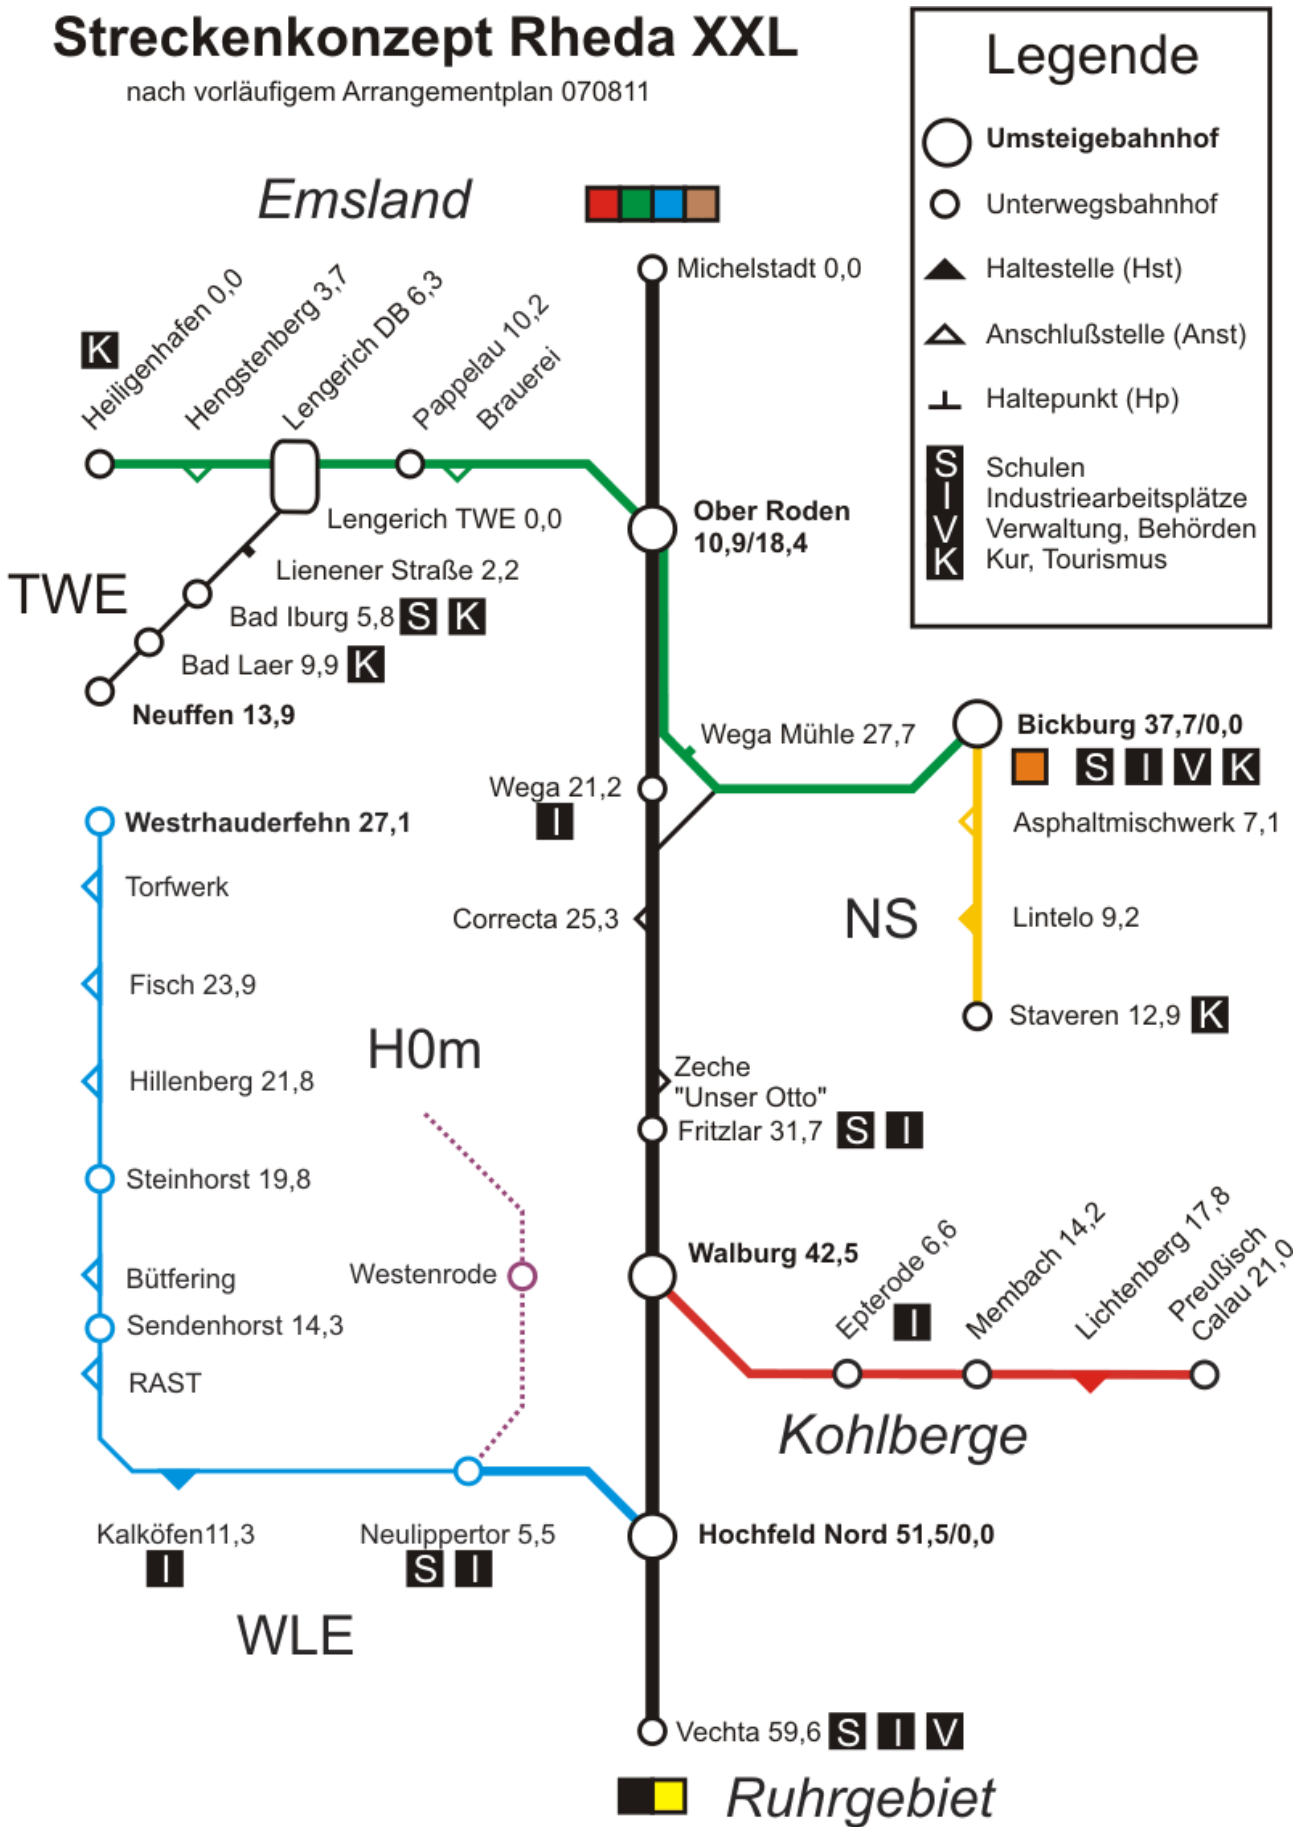 Streckenkonzept Rheda XXL
nach vorläufigem Arrangementplan 070811
Legende
Umsteigebahnhof
Unterwegsbahnhof
Haltestelle (Hst)
Anschlußstelle (Anst)
Haltepunkt (Hp)
S Schulen
I Industriearbeitsplätze
V Verwaltung, Behörden
K Kur, Tourismus
Emsland
Michelstadt 0,0
K
Heiligenhafen 0,0
Hengstenberg 3,7
Lengerich DB 6,3
Pappelau 10,2
Brauerei
Ober Roden
10,9/18,4
Lengerich TWE 0,0
Lienener Straße 2,2
TWE
Bad Iburg 5,8 S K
Bad Laer 9,9 K
Neuffen 13,9
Wega Mühle 27,7
Bickburg 37,7/0,0
S I V K
Wega 21,2
I
Westrhauderfehn 27,1
Asphaltmischwerk 7,1
Torfwerk
Correcta 25,3
NS
Lintelo 9,2
Fisch 23,9
Staveren 12,9 K
H0m
Hillenberg 21,8
Zeche
"Unser Otto"
Fritzlar 31,7 S I
Steinhorst 19,8
Walburg 42,5
Epterode 6,6
I
Membach 14,2
Lichtenberg 17,8
Preußisch
Calau 21,0
Westenrode
Bütfering
Sendenhorst 14,3
RAST
Kohlberge
Kalköfen11,3
I
Neulippertor 5,5
S I
Hochfeld Nord 51,5/0,0
WLE
Vechta 59,6 S I V
Ruhrgebiet